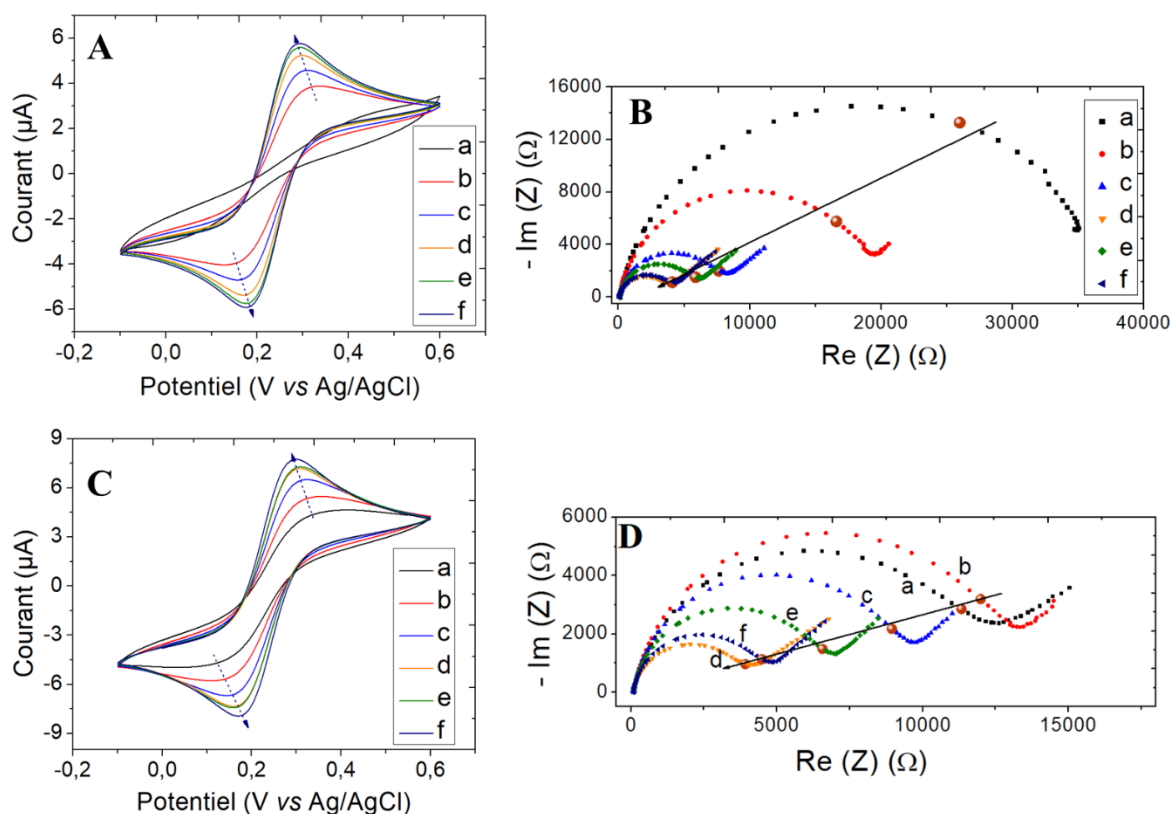 A
Courant (µA)
6
4
2
0
-2
-4
-6
a
b
c
d
e
f
-0,2
0,0
0,2
0,4
0,6
Potentiel (V vs Ag/AgCl)
B
- Im (Z) (Ω)
16000
14000
12000
8000
4000
0
a
b
c
d
e
f
0
10000
20000
30000
40000
Re (Z) (Ω)
C
Courant (µA)
9
6
3
0
-3
-6
-9
a
b
c
d
e
f
-0,2
0,0
0,2
0,4
0,6
Potentiel (V vs Ag/AgCl)
D
- Im (Z) (Ω)
6000
4000
2000
0
b
a
c
e
f
d
0
5000
10000
15000
Re (Z) (Ω)